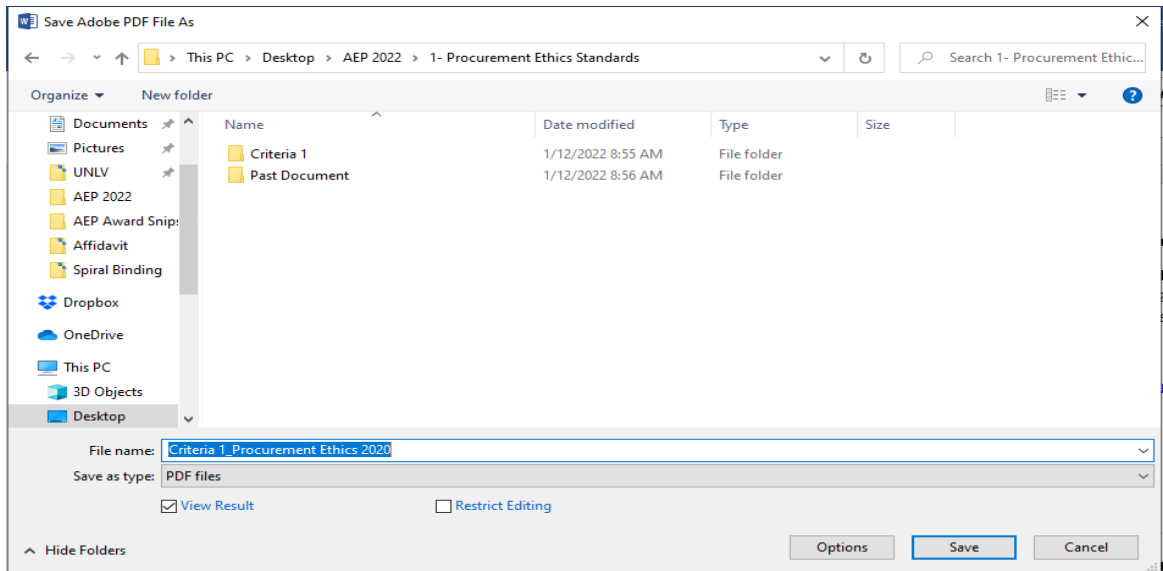 Save Adobe PDF File As
This PC > Desktop > AEP 2022 > 1- Procurement Ethics Standards
Search 1- Procurement Ethic...
Organize
New folder
Name
Date modified
Type
Size
Documents
Pictures
UNLV
AEP 2022
AEP Award Snip
Affidavit
Spiral Binding
Dropbox
OneDrive
This PC
3D Objects
Desktop
Criteria 1 1/12/2022 8:55 AM File folder
Past Document 1/12/2022 8:56 AM File folder
File name: Criteria 1_Procurement Ethics 2020
Save as type: PDF files
View Result
Restrict Editing
Hide Folders
Options
Save
Cancel